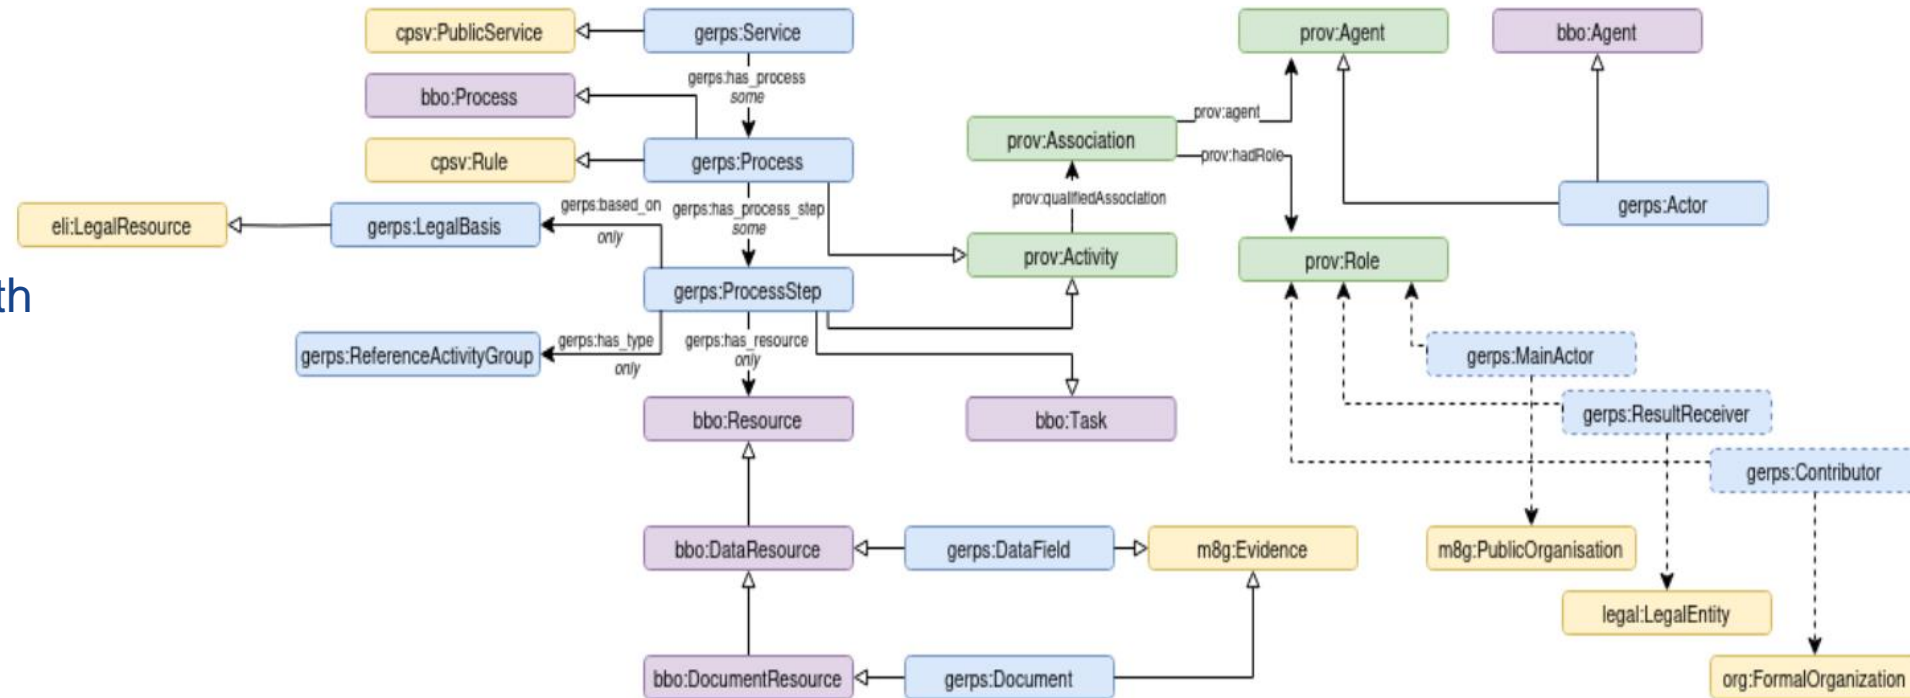 cpsv:PublicService
gerps:Service
prov:Agent
bbo:Agent
gerps:has_process
some
bbo:Process
prov:agent
prov:Association
cpsv:Rule
gerps:Process
prov:hadRole
prov:qualifiedAssociation
gerps:based_on
only
gerps:has_process_step
some
gerps:Actor
eli:LegalResource
gerps:LegalBasis
prov:Activity
prov:Role
th
gerps:ProcessStep
gerps:has_type
only
gerps:has_resource
only
gerps:ReferenceActivityGroup
gerps:MainActor
bbo:Resource
bbo:Task
gerps:ResultReceiver
gerps:Contributor
bbo:DataResource
gerps:DataField
m8g:Evidence
m8g:PublicOrganisation
legal:LegalEntity
bbo:DocumentResource
gerps:Document
org:FormalOrganization